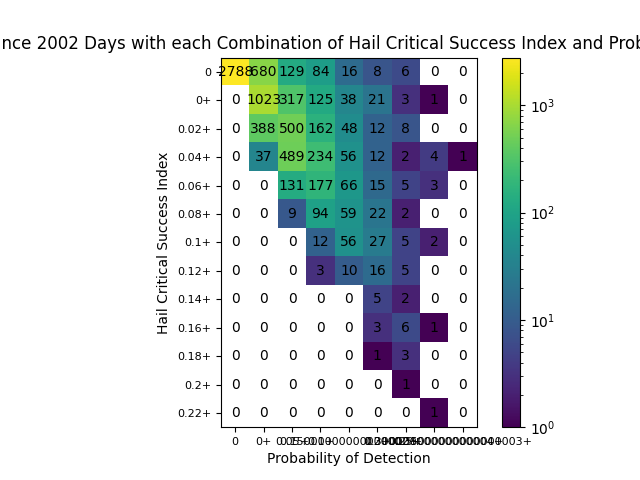 nce 2002 Days with each Combination of Hail Critical Success Index and Prob
0 2788 680 129 84 16 8 6 0 0
0+ 0 1023 317 125 38 21 3 1 0
0.02+ 0 388 500 162 48 12 8 0 0
0.04+ 0 37 489 234 56 12 2 4 1
0.06+ 0 0 131 177 66 15 5 3 0
0.08+ 0 0 9 94 59 22 2 0 0
0.1+ 0 0 0 12 56 27 5 2 0
0.12+ 0 0 0 3 10 16 5 0 0
0.14+ 0 0 0 0 0 5 2 0 0
0.16+ 0 0 0 0 0 3 6 1 0
0.18+ 0 0 0 0 0 1 3 0 0
0.2+ 0 0 0 0 0 0 1 0 0
0.22+ 0 0 0 0 0 0 0 1 0
0 0+
Probability of Detection
Hail Critical Success Index
10³
10²
10¹
10⁰